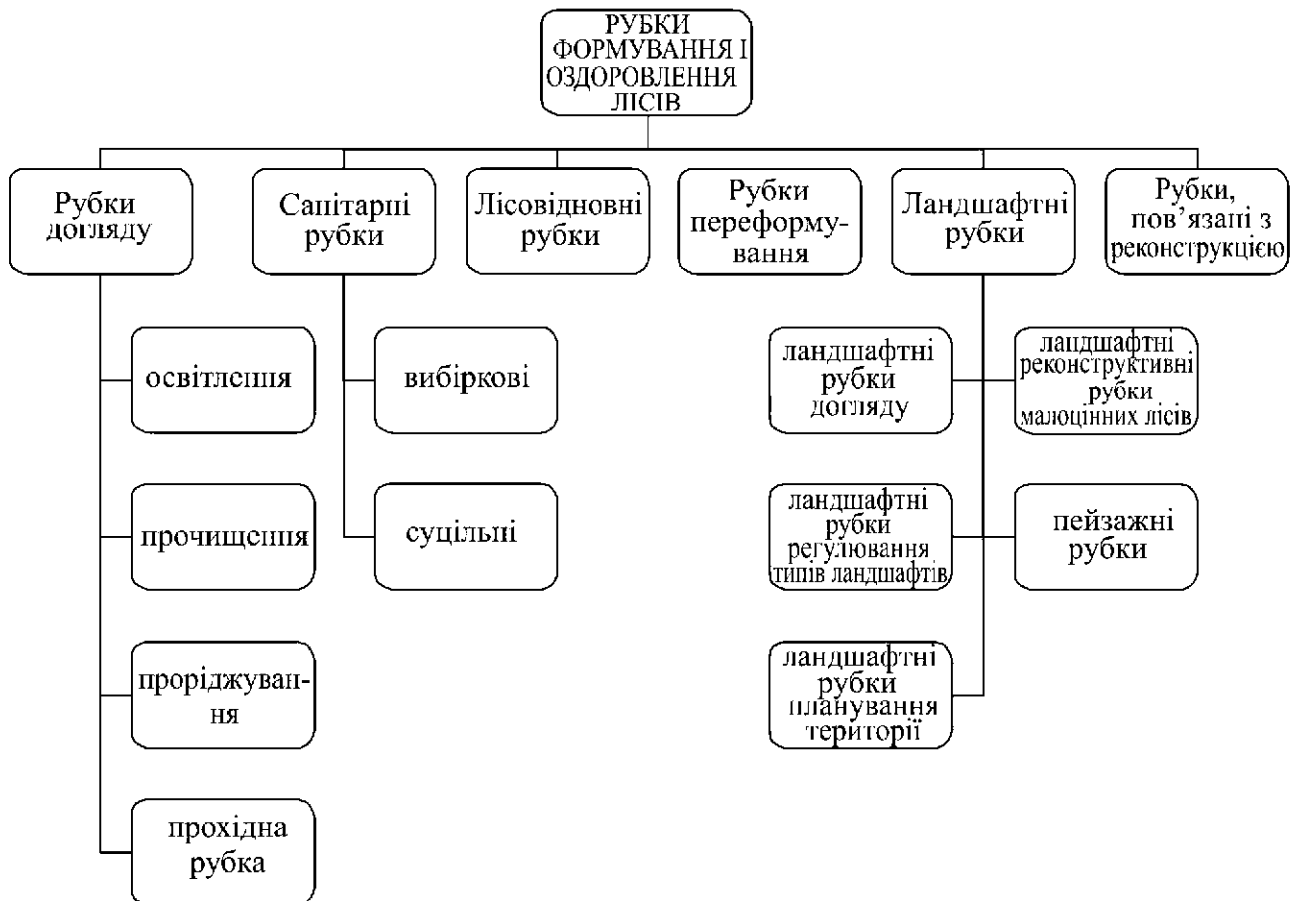 РУБКИ
ФОРМУВАННЯ І
ОЗДОРОВЛЕННЯ
ЛІСІВ
Рубки
догляду
Санітарні
рубки
Лісовідновні
рубки
Рубки
переформу-
вання
Ландшафтні
рубки
Рубки,
пов’язані з
реконструкцією
освітлення
прочищення
проріджуван-
ня
прохідна
рубка
вибіркові
суцільні
ландшафтні
рубки
догляду
ландшафтні
рубки
регулювання
типів ландшафтів
ландшафтні
рубки
планування
території
ландшафтні
реконструктивні
рубки
малоцінних лісів
пейзажні
рубки